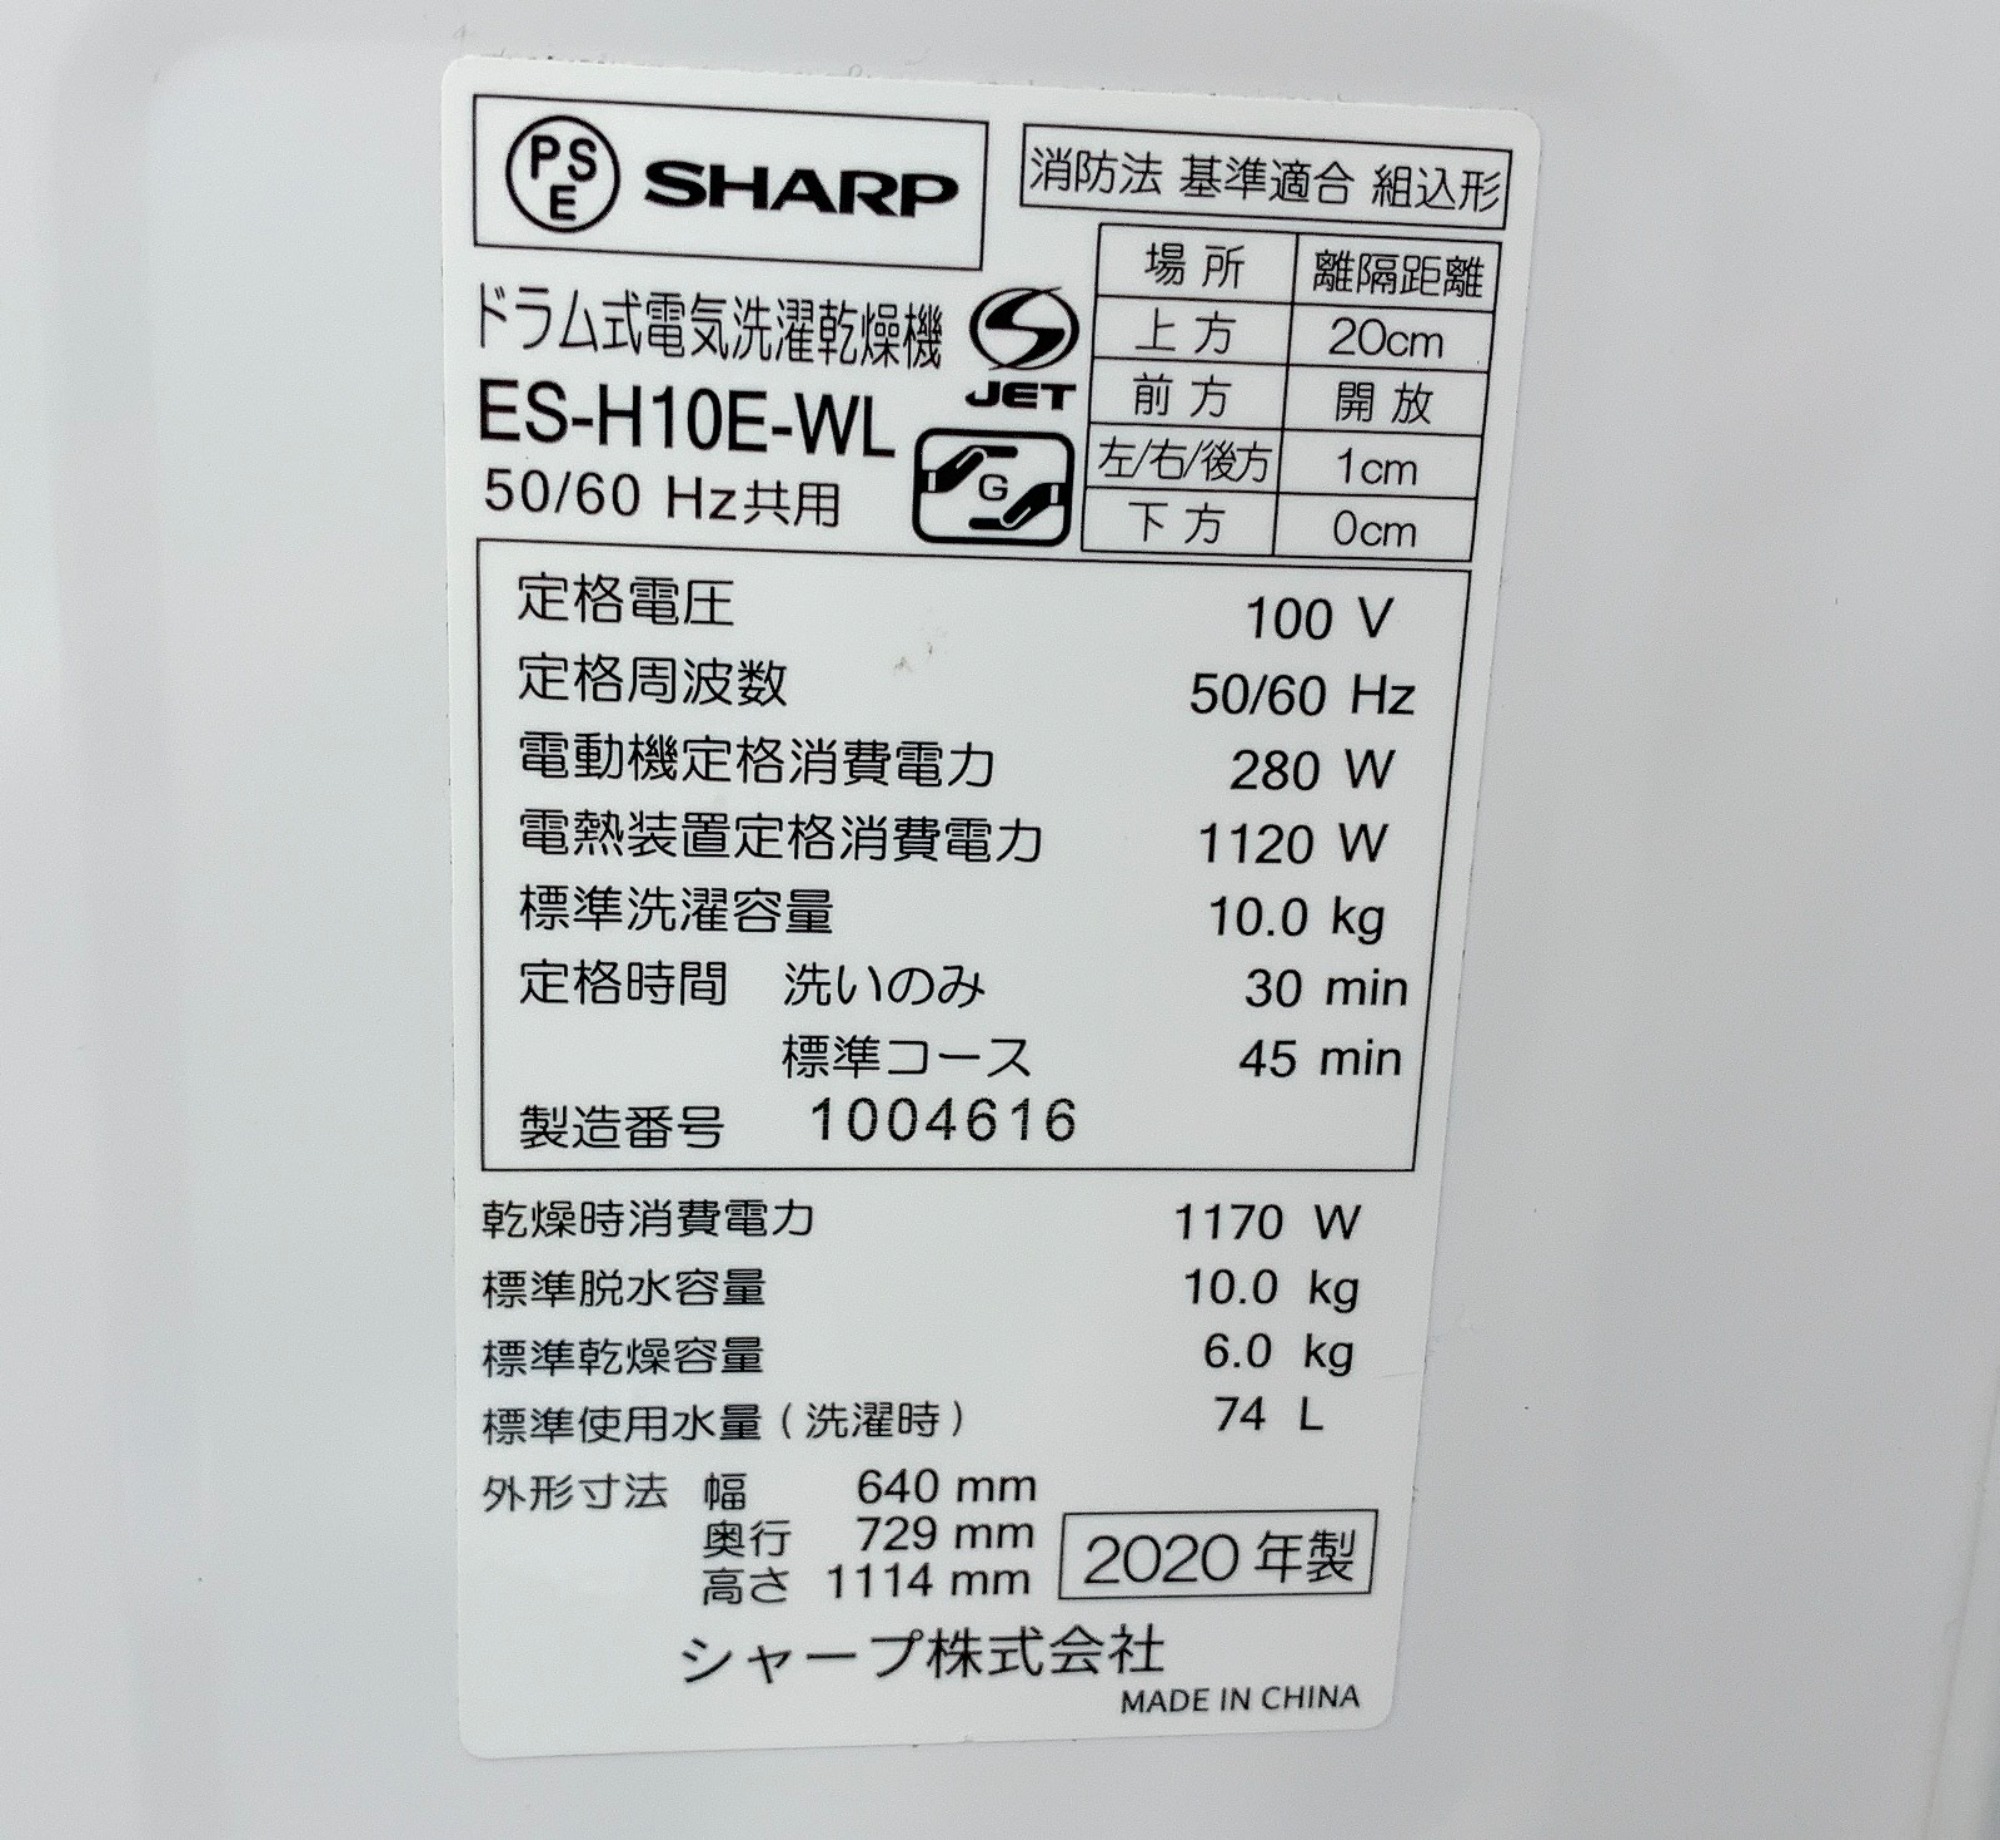 PSE SHARP
消防法 基準適合 組込形
場所 離隔距離
上方 20cm
前方 開放
左/右/後方 1cm
下方 0cm
ドラム式電気洗濯乾燥機
ES-H10E-WL
50/60 Hz共用
JET
G
定格電圧 100 V
定格周波数 50/60 Hz
電動機定格消費電力 280 W
電熱装置定格消費電力 1120 W
標準洗濯容量 10.0 kg
定格時間 洗いのみ 30 min
標準コース 45 min
製造番号 1004616
乾燥時消費電力 1170 W
標準脱水容量 10.0 kg
標準乾燥容量 6.0 kg
標準使用水量(洗濯時) 74 L
外形寸法 幅 640 mm
奥行 729 mm
高さ 1114 mm
2020年製
シャープ株式会社
MADE IN CHINA